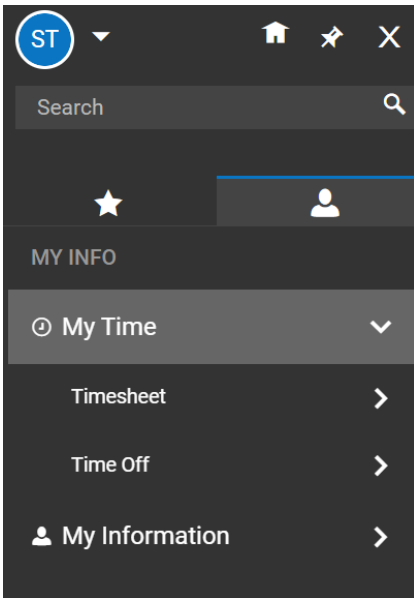 ST
Search
MY INFO
My Time
Timesheet
Time Off
My Information